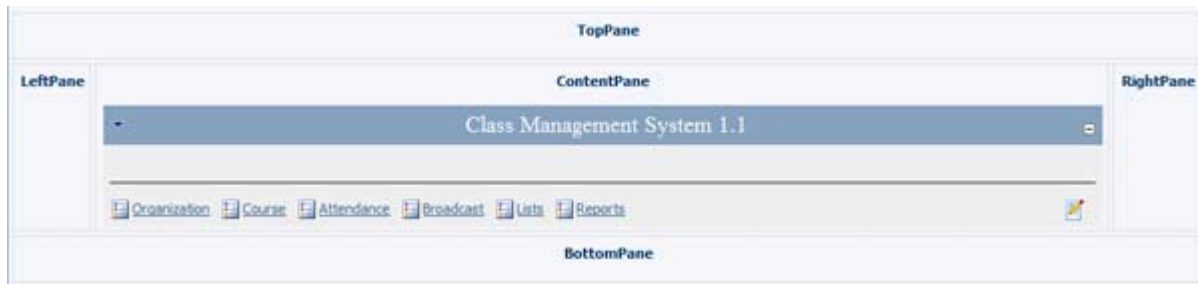 TopPane
LeftPane ContentPane RightPane
Class Management System 1.1
Organization Course Attendance Broadcast Lists Reports
BottomPane